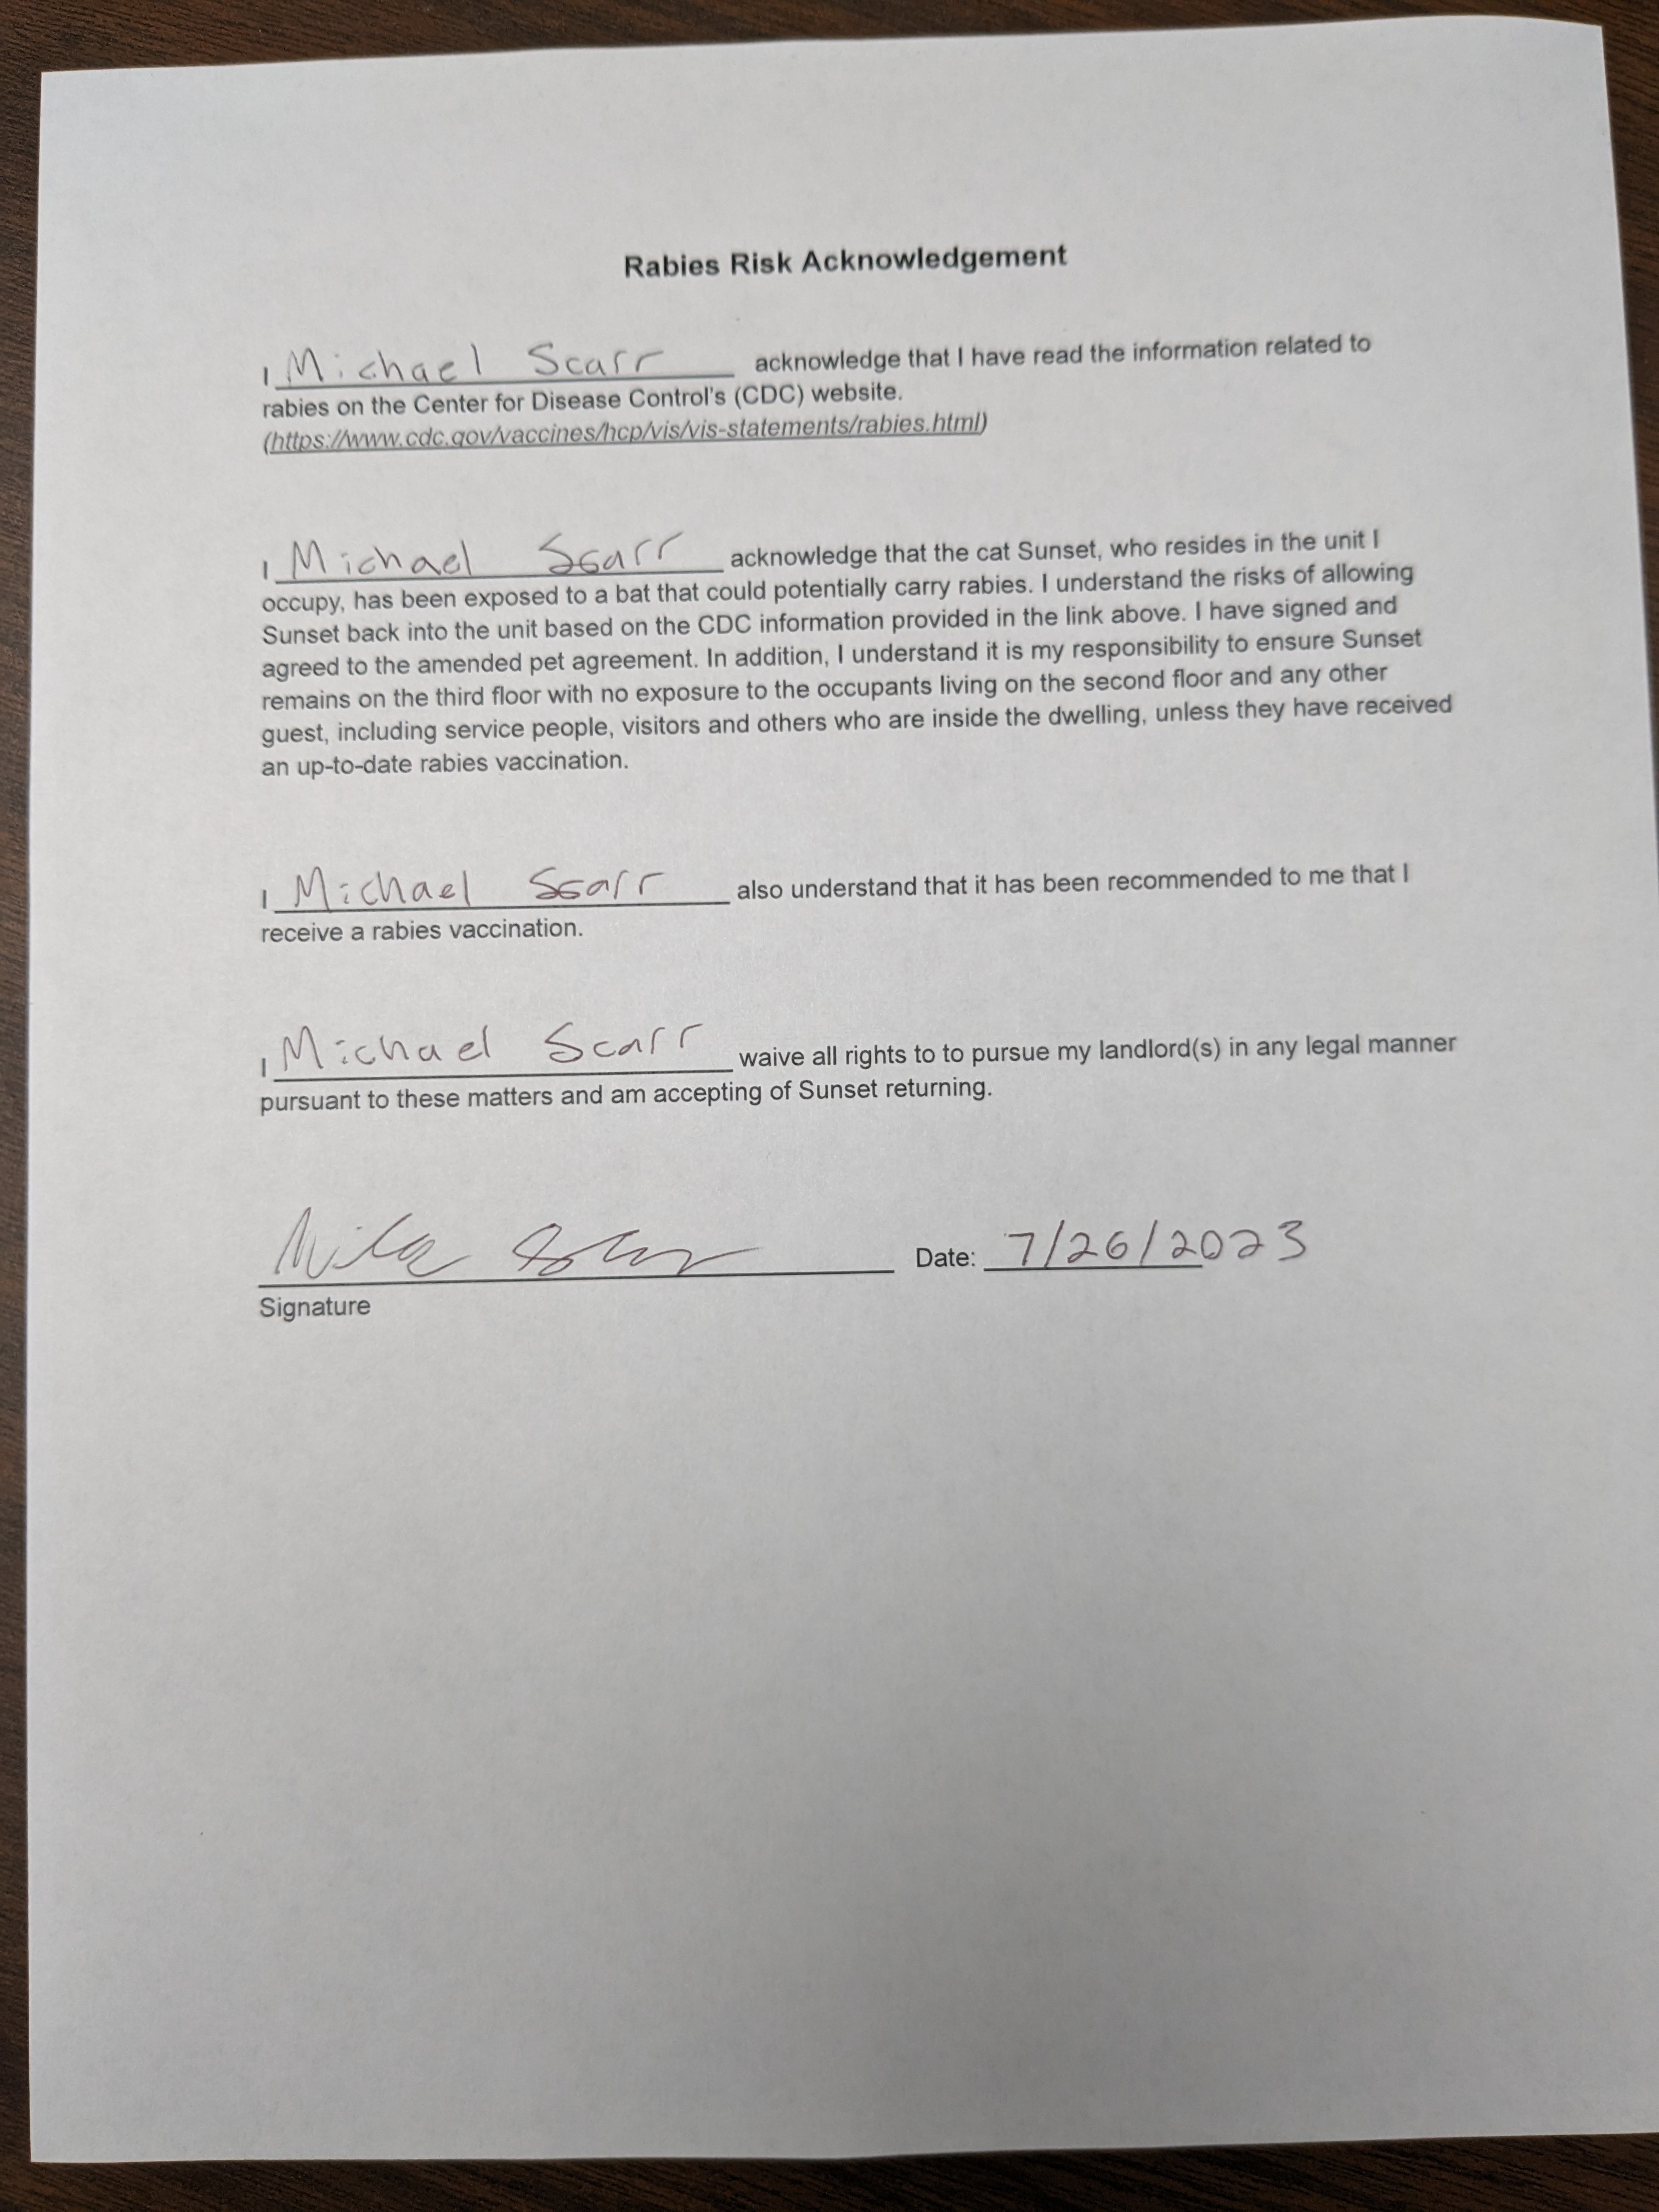 Rabies Risk Acknowledgement
I Michael Scarr acknowledge that I have read the information related to
rabies on the Center for Disease Control's (CDC) website.
(https://www.cdc.gov/vaccines/hcp/vis/vis-statements/rabies.html)
I Michael Scarr acknowledge that the cat Sunset, who resides in the unit I
occupy, has been exposed to a bat that could potentially carry rabies. I understand the risks of allowing
Sunset back into the unit based on the CDC information provided in the link above. I have signed and
agreed to the amended pet agreement. In addition, I understand it is my responsibility to ensure Sunset
remains on the third floor with no exposure to the occupants living on the second floor and any other
guest, including service people, visitors and others who are inside the dwelling, unless they have received
an up-to-date rabies vaccination.
I Michael Scarr also understand that it has been recommended to me that I
receive a rabies vaccination.
I Michael Scarr waive all rights to to pursue my landlord(s) in any legal manner
pursuant to these matters and am accepting of Sunset returning.
Date: 7/26/2023
Signature